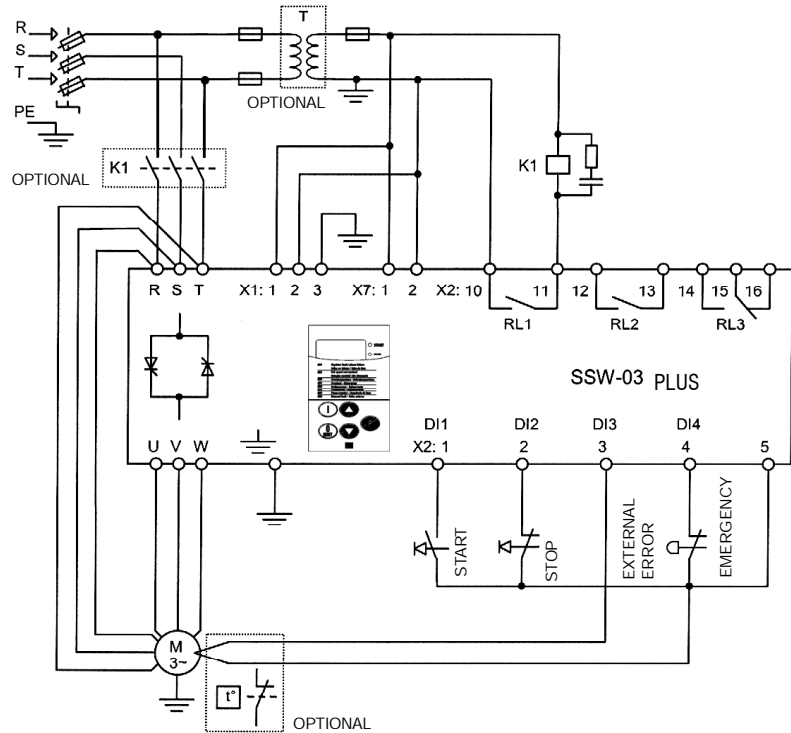 T
R
S
T
PE
OPTIONAL
K1
OPTIONAL
K1
R S T X1: 1 2 3 X7: 1 2 X2: 10 11 12 13 14 15 16
RL1 RL2 RL3
START
SSW-03 PLUS
I
0
P
DI1 DI2 DI3 DI4
U V W X2: 1 2 3 4 5
START
STOP
EXTERNAL
ERROR
EMERGENCY
M
3~
t°
OPTIONAL